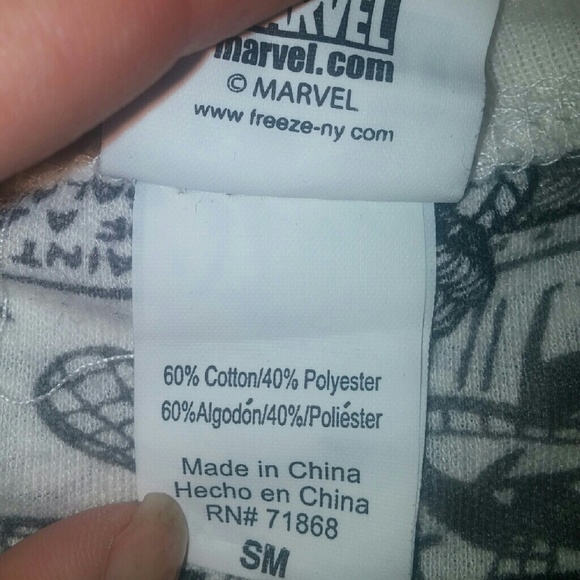 MARVEL
marvel.com
© MARVEL
www.freeze-ny com
60% Cotton/40% Polyester
60%Algodón/40%/Poliéster
Made in China
Hecho en China
RN# 71868
SM